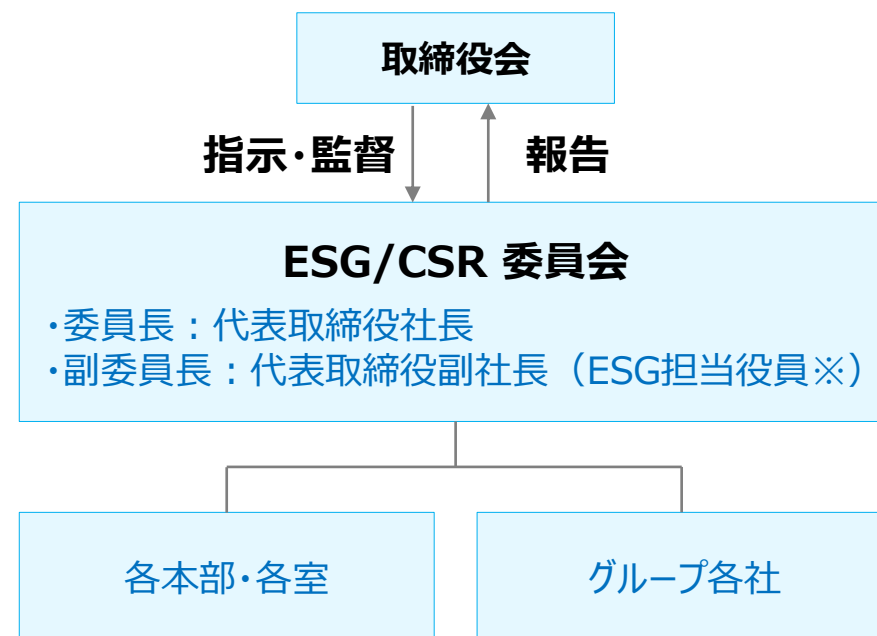 取締役会
指示・監督
報告
ESG/CSR 委員会
・委員長：代表取締役社長
・副委員長：代表取締役副社長（ESG担当役員※）
各本部・各室
グループ各社